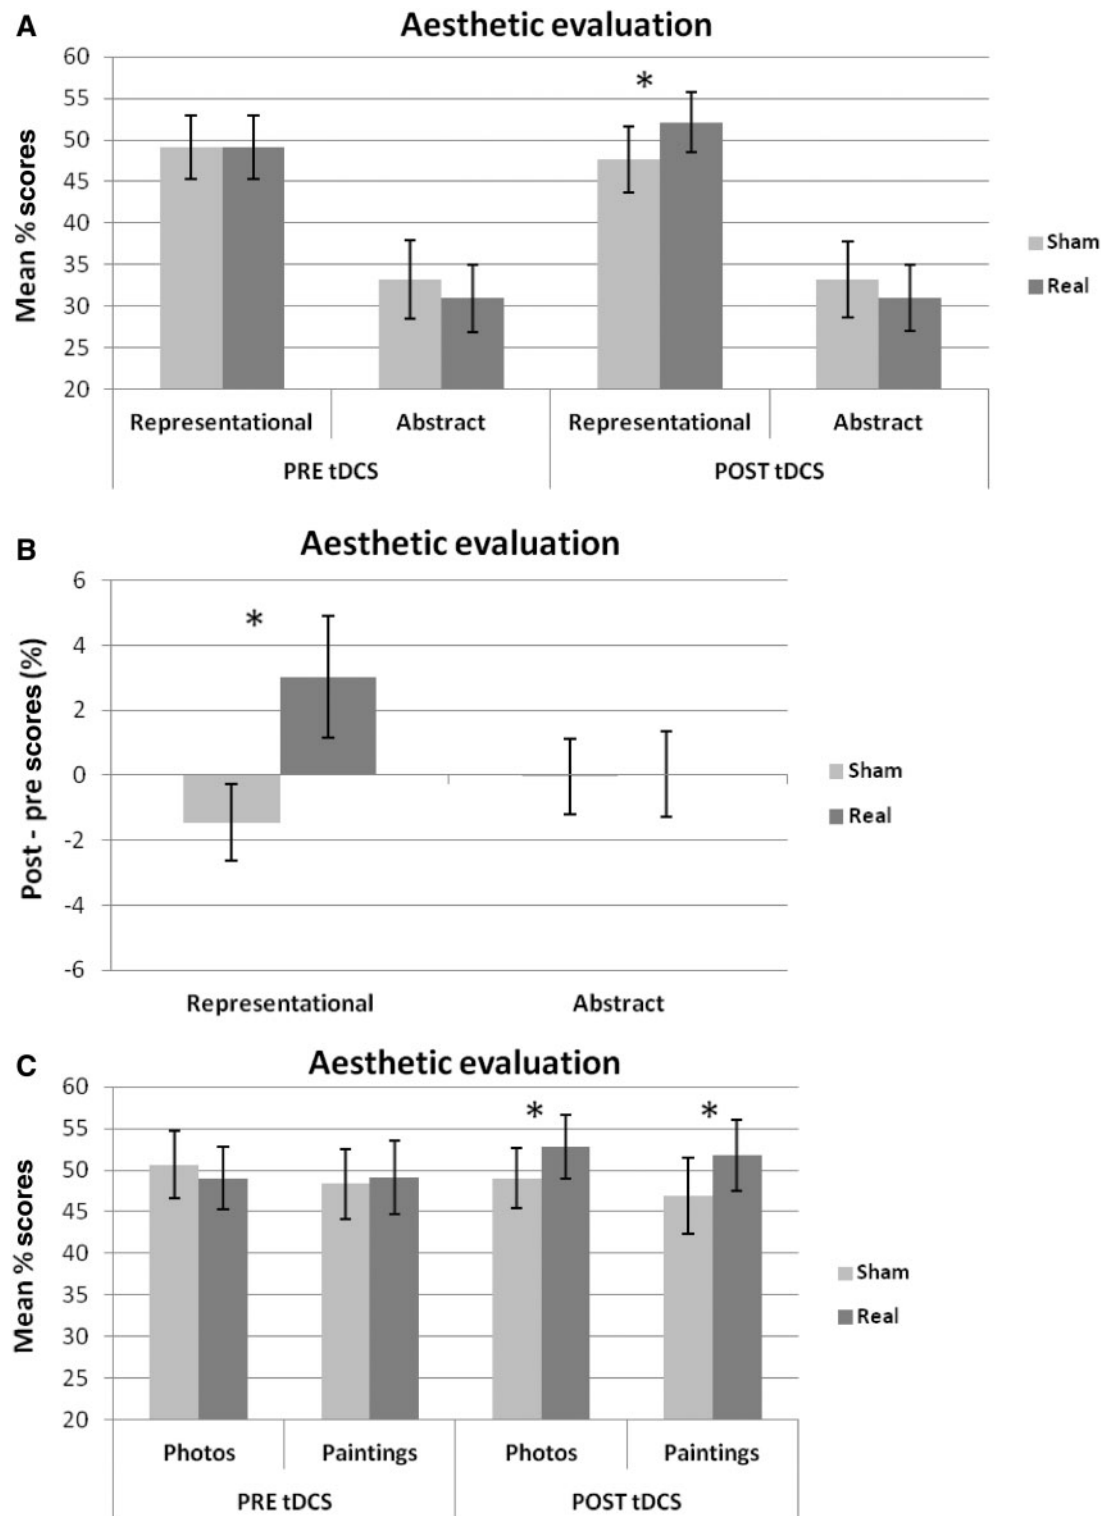 A
Aesthetic evaluation
60
55
50
45
40
35
30
25
20
Mean % scores
*
Sham
Real
Representational Abstract Representational Abstract
PRE tDCS POST tDCS
B
Aesthetic evaluation
6
4
2
0
-2
-4
-6
Post - pre scores (%)
*
Sham
Real
Representational Abstract
C
Aesthetic evaluation
60
55
50
45
40
35
30
25
20
Mean % scores
* *
Sham
Real
Photos Paintings Photos Paintings
PRE tDCS POST tDCS